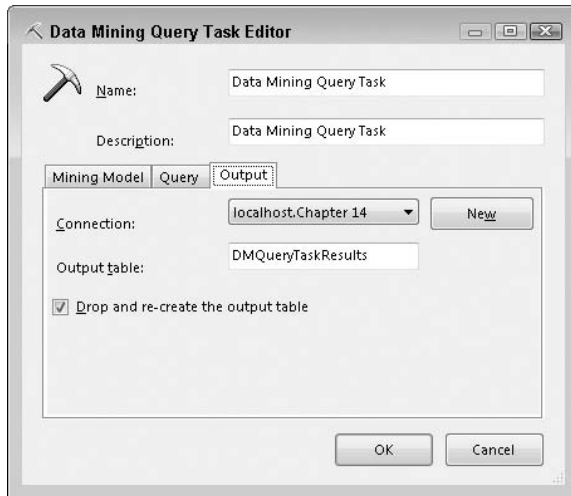 Data Mining Query Task Editor
Name:
Data Mining Query Task
Description:
Data Mining Query Task
Mining Model
Query
Output
Connection:
localhost.Chapter 14
New
Output table:
DMQueryTaskResults
Drop and re-create the output table
OK
Cancel